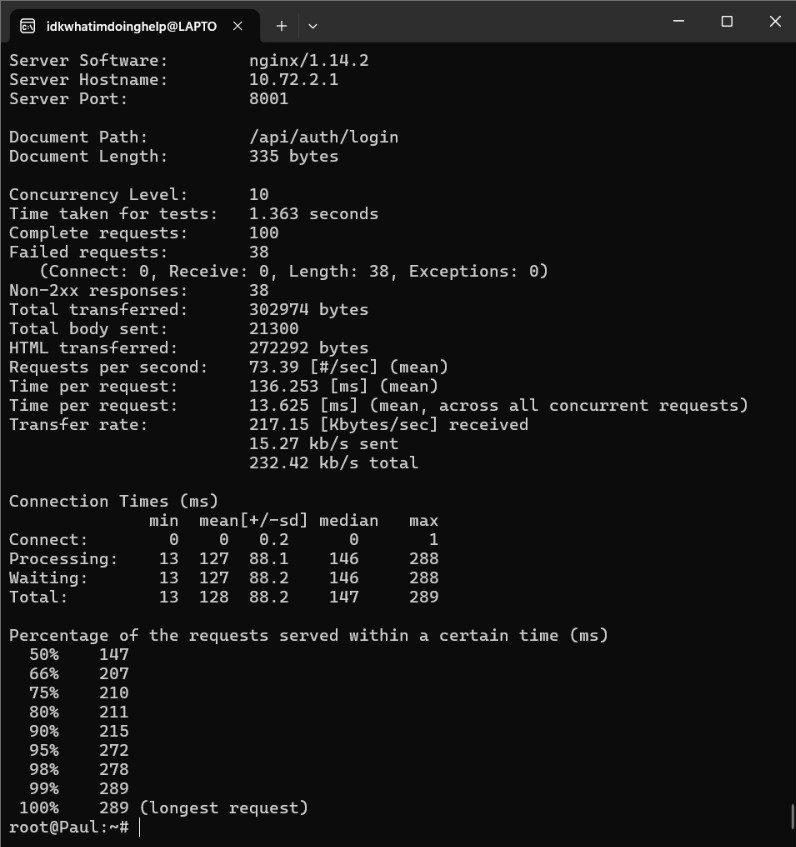 idkwhatimdoinghelp@LAPTO
Server Software:        nginx/1.14.2
Server Hostname:        10.72.2.1
Server Port:            8001
Document Path:          /api/auth/login
Document Length:        335 bytes
Concurrency Level:      10
Time taken for tests:   1.363 seconds
Complete requests:      100
Failed requests:        38
   (Connect: 0, Receive: 0, Length: 38, Exceptions: 0)
Non-2xx responses:      38
Total transferred:      302974 bytes
Total body sent:        21300
HTML transferred:       272292 bytes
Requests per second:    73.39 [#/sec] (mean)
Time per request:       136.253 [ms] (mean)
Time per request:       13.625 [ms] (mean, across all concurrent requests)
Transfer rate:          217.15 [Kbytes/sec] received
                        15.27 kb/s sent
                        232.42 kb/s total
Connection Times (ms)
              min  mean[+/-sd] median   max
Connect:        0    0   0.2      0       1
Processing:    13  127  88.1    146     288
Waiting:       13  127  88.2    146     288
Total:         13  128  88.2    147     289
Percentage of the requests served within a certain time (ms)
  50%    147
  66%    207
  75%    210
  80%    211
  90%    215
  95%    272
  98%    278
  99%    289
 100%    289 (longest request)
root@Paul:~#